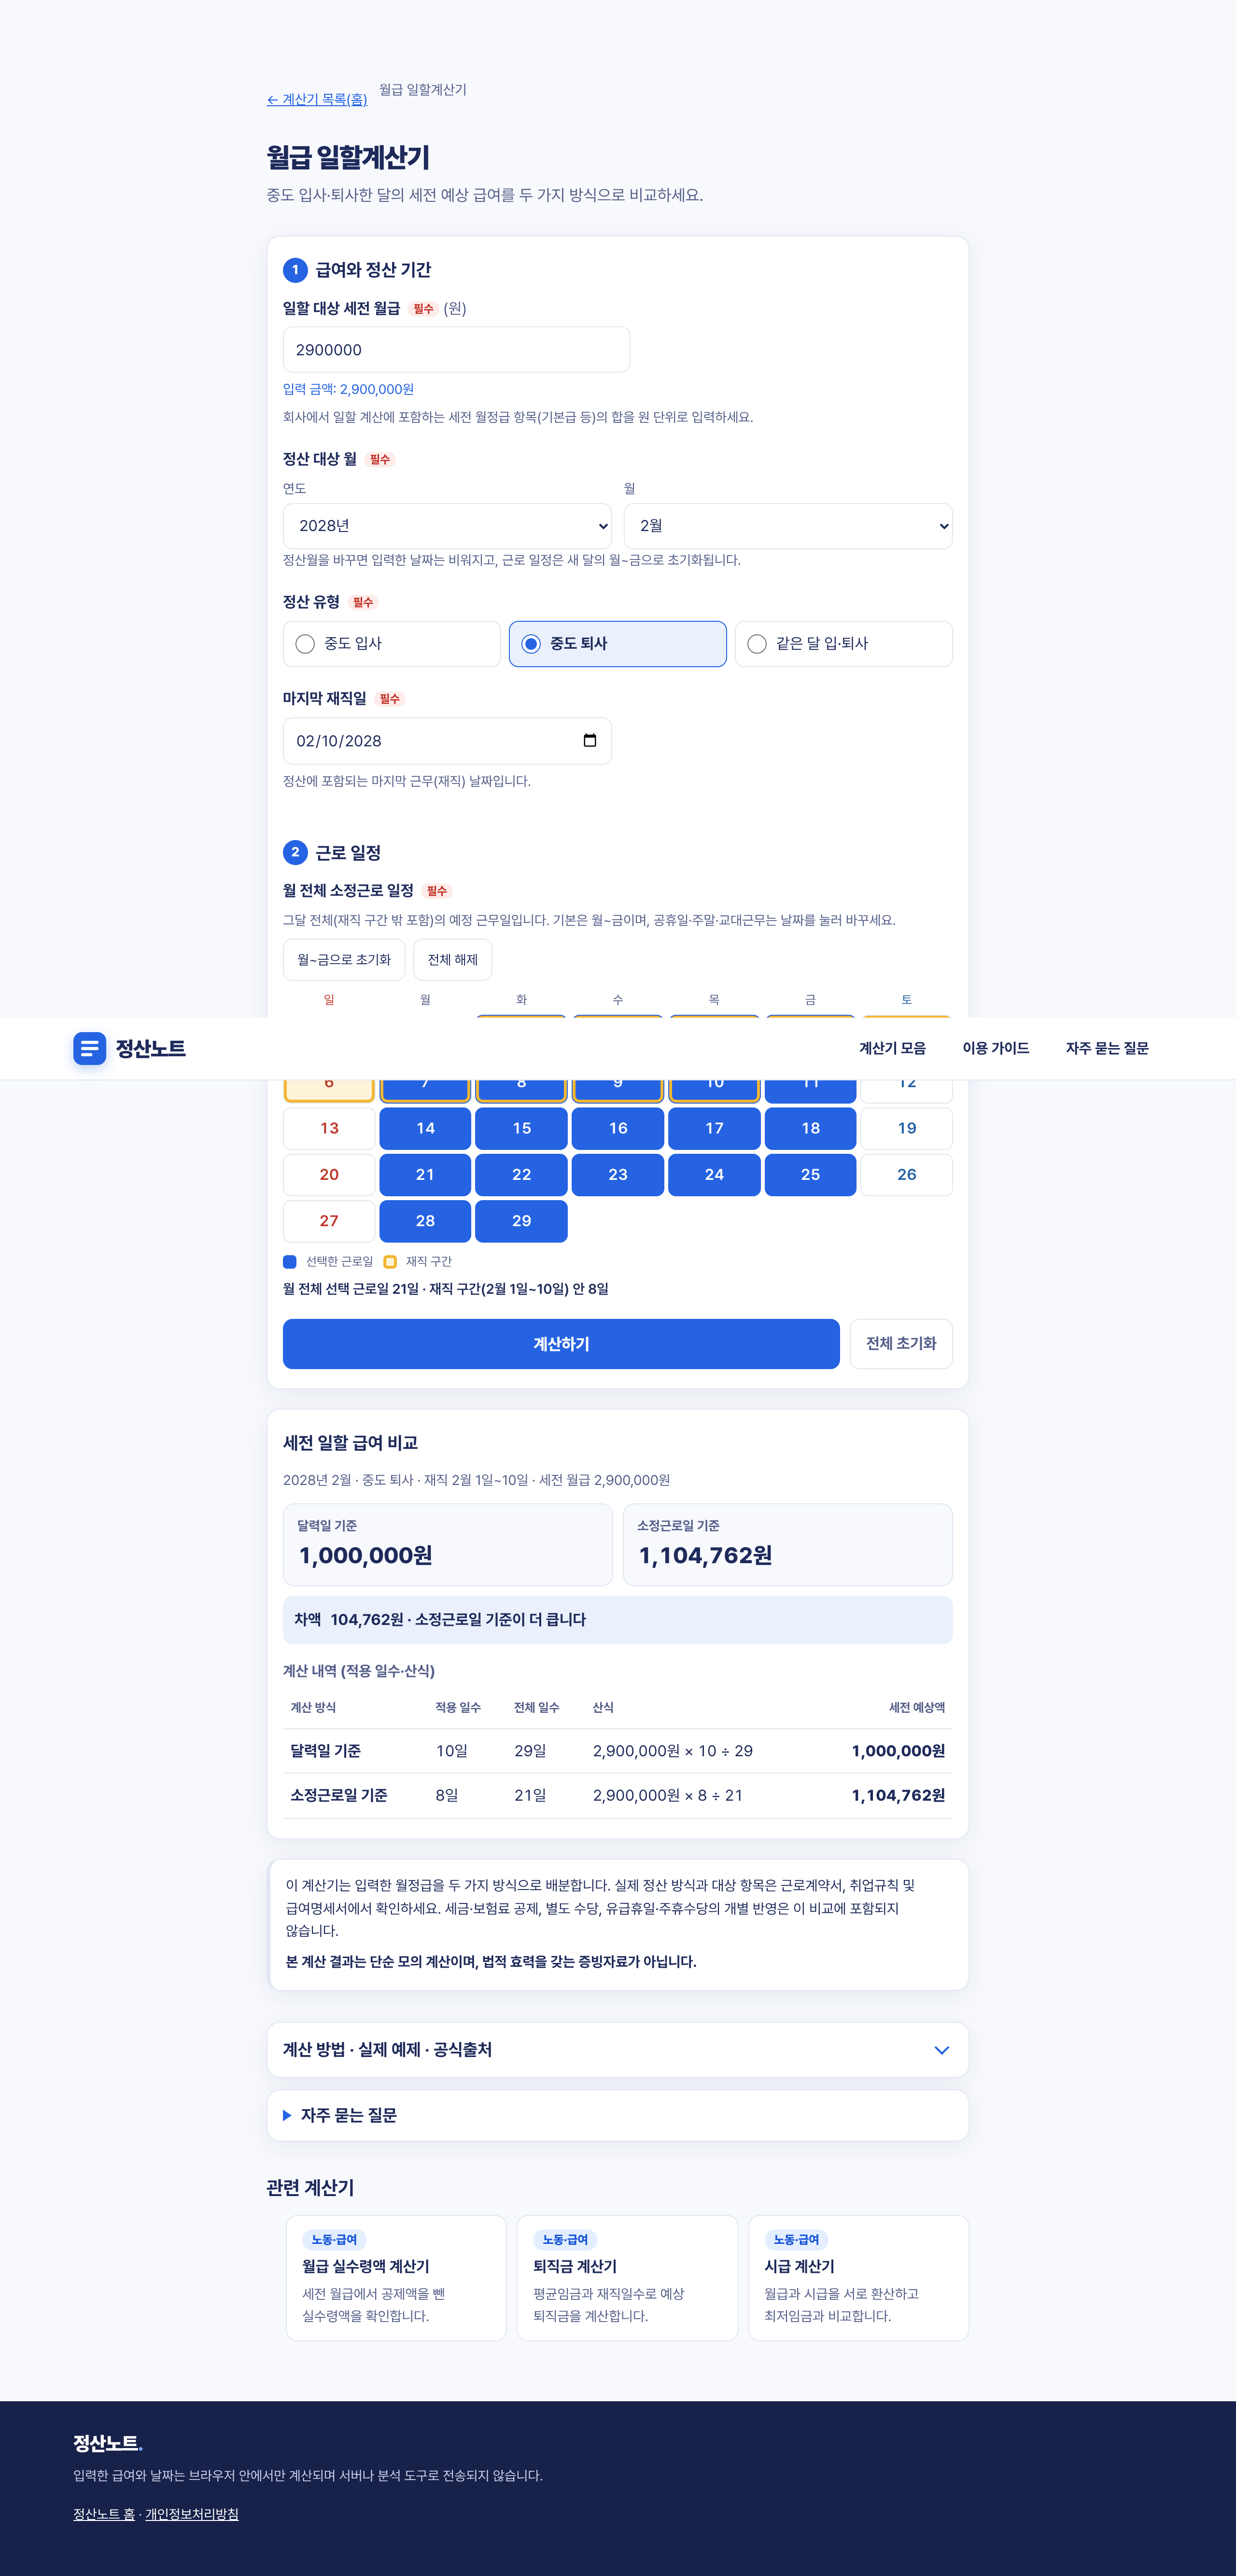 ← 계산기 목록(홈) 월급 일할계산기
월급 일할계산기
중도 입사·퇴사한 달의 세전 예상 급여를 두 가지 방식으로 비교하세요.
1 급여와 정산 기간
일할 대상 세전 월급 필수 (원)
2900000
입력 금액: 2,900,000원
회사에서 일할 계산에 포함하는 세전 월정급 항목(기본급 등)의 합을 원 단위로 입력하세요.
정산 대상 월 필수
연도 월
2028년 2월
정산월을 바꾸면 입력한 날짜는 비워지고, 근로 일정은 새 달의 월~금으로 초기화됩니다.
정산 유형 필수
중도 입사 중도 퇴사 같은 달 입·퇴사
마지막 재직일 필수
02/10/2028
정산에 포함되는 마지막 근무(재직) 날짜입니다.
2 근로 일정
월 전체 소정근로 일정 필수
그달 전체(재직 구간 밖 포함)의 예정 근무일입니다. 기본은 월~금이며, 공휴일·주말·교대근무는 날짜를 눌러 바꾸세요.
월~금으로 초기화 전체 해제
일 월 화 수 목 금 토
정산노트 계산기 모음 이용 가이드 자주 묻는 질문
6 7 8 9 10 11 12
13 14 15 16 17 18 19
20 21 22 23 24 25 26
27 28 29
선택한 근로일 재직 구간
월 전체 선택 근로일 21일 · 재직 구간(2월 1일~10일) 안 8일
계산하기 전체 초기화
세전 일할 급여 비교
2028년 2월 · 중도 퇴사 · 재직 2월 1일~10일 · 세전 월급 2,900,000원
달력일 기준 소정근로일 기준
1,000,000원 1,104,762원
차액 104,762원 · 소정근로일 기준이 더 큽니다
계산 내역 (적용 일수·산식)
계산 방식 적용 일수 전체 일수 산식 세전 예상액
달력일 기준 10일 29일 2,900,000원 × 10 ÷ 29 1,000,000원
소정근로일 기준 8일 21일 2,900,000원 × 8 ÷ 21 1,104,762원
이 계산기는 입력한 월정급을 두 가지 방식으로 배분합니다. 실제 정산 방식과 대상 항목은 근로계약서, 취업규칙 및
급여명세서에서 확인하세요. 세금·보험료 공제, 별도 수당, 유급휴일·주휴수당의 개별 반영은 이 비교에 포함되지
않습니다.
본 계산 결과는 단순 모의 계산이며, 법적 효력을 갖는 증빙자료가 아닙니다.
계산 방법 · 실제 예제 · 공식출처
자주 묻는 질문
관련 계산기
노동·급여 노동·급여 노동·급여
월급 실수령액 계산기 퇴직금 계산기 시급 계산기
세전 월급에서 공제액을 뺀 평균임금과 재직일수로 예상 월급과 시급을 서로 환산하고
실수령액을 확인합니다. 퇴직금을 계산합니다. 최저임금과 비교합니다.
정산노트.
입력한 급여와 날짜는 브라우저 안에서만 계산되며 서버나 분석 도구로 전송되지 않습니다.
정산노트 홈 · 개인정보처리방침